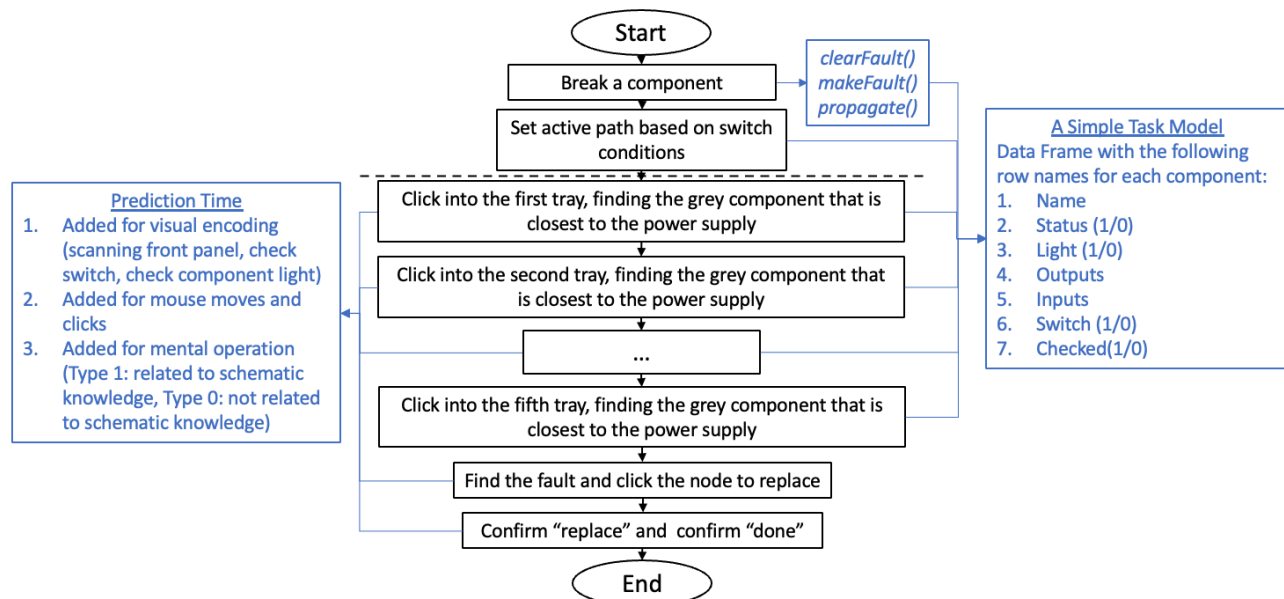 Start
Break a component
clearFault()
makeFault()
propagate()
Set active path based on switch
conditions
A Simple Task Model
Data Frame with the following
row names for each component:
1. Name
2. Status (1/0)
3. Light (1/0)
4. Outputs
5. Inputs
6. Switch (1/0)
7. Checked(1/0)
Prediction Time
1. Added for visual encoding
(scanning front panel, check
switch, check component light)
2. Added for mouse moves and
clicks
3. Added for mental operation
(Type 1: related to schematic
knowledge, Type 0: not related
to schematic knowledge)
Click into the first tray, finding the grey component that is
closest to the power supply
Click into the second tray, finding the grey component that
is closest to the power supply
...
Click into the fifth tray, finding the grey component that is
closest to the power supply
Find the fault and click the node to replace
Confirm “replace” and  confirm “done”
End